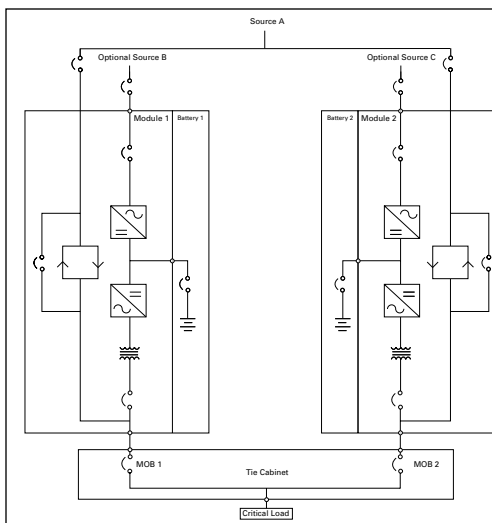 Source A
Optional Source B
Optional Source C
Module 1
Battery 1
Battery 2
Module 2
MOB 1
Tie Cabinet
MOB 2
Critical Load